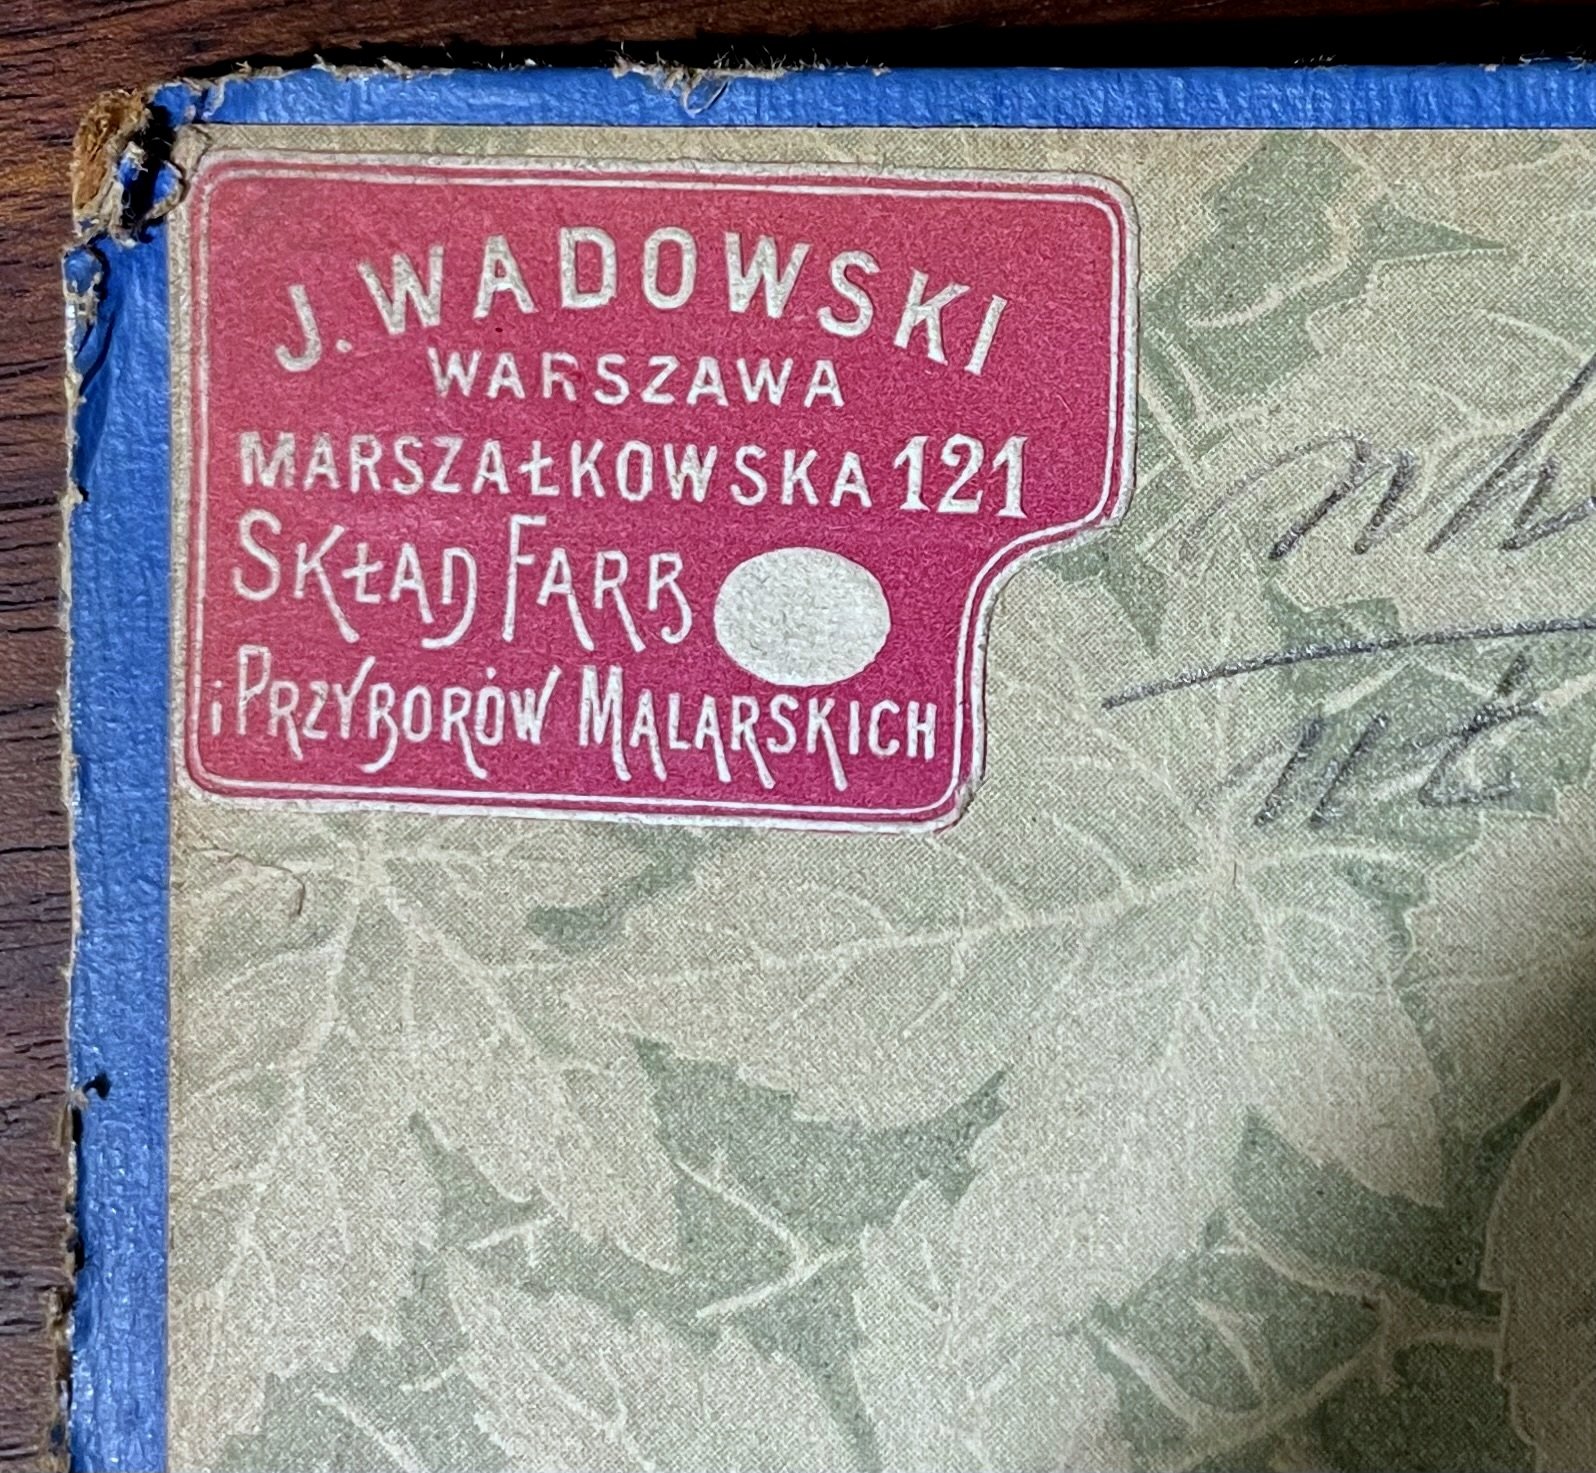 J. WADOWSKI
WARSZAWA
MARSZAŁKOWSKA 121
SKŁAD FARB
i PRZYBORÓW MALARSKICH